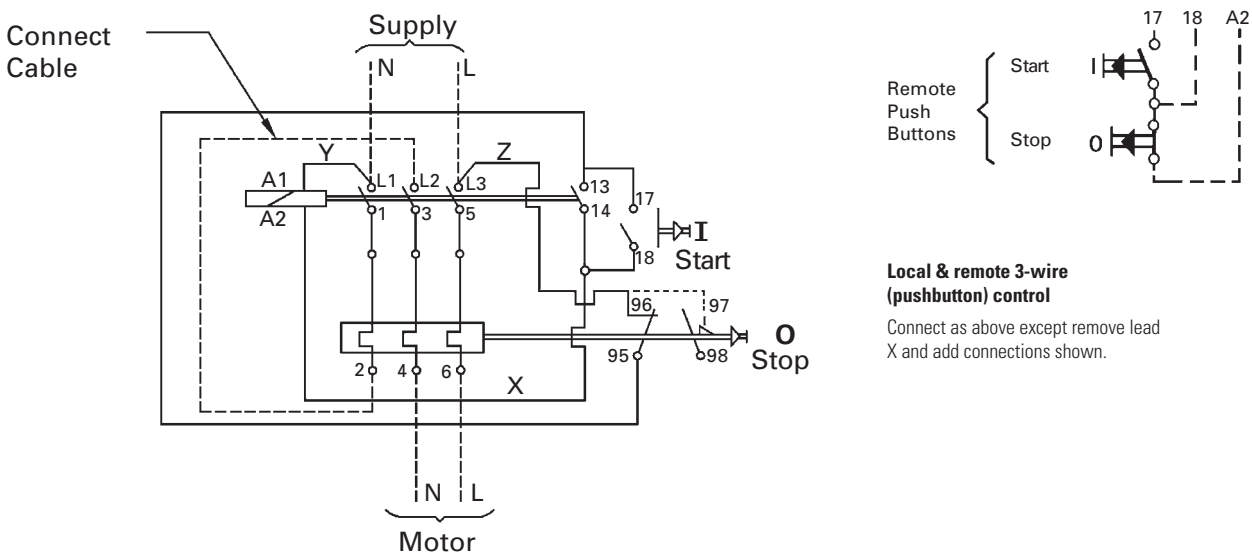 Connect
Cable
Supply
N L
Y Z
A1 L1 L2 L3 13
A2 1 3 5 14 17
I
18 Start
96 97
O
95 98 Stop
2 4 6 X
N L
Motor
17 18 A2
Remote
Push
Buttons
Start I
Stop O
Local & remote 3-wire
(pushbutton) control
Connect as above except remove lead
X and add connections shown.